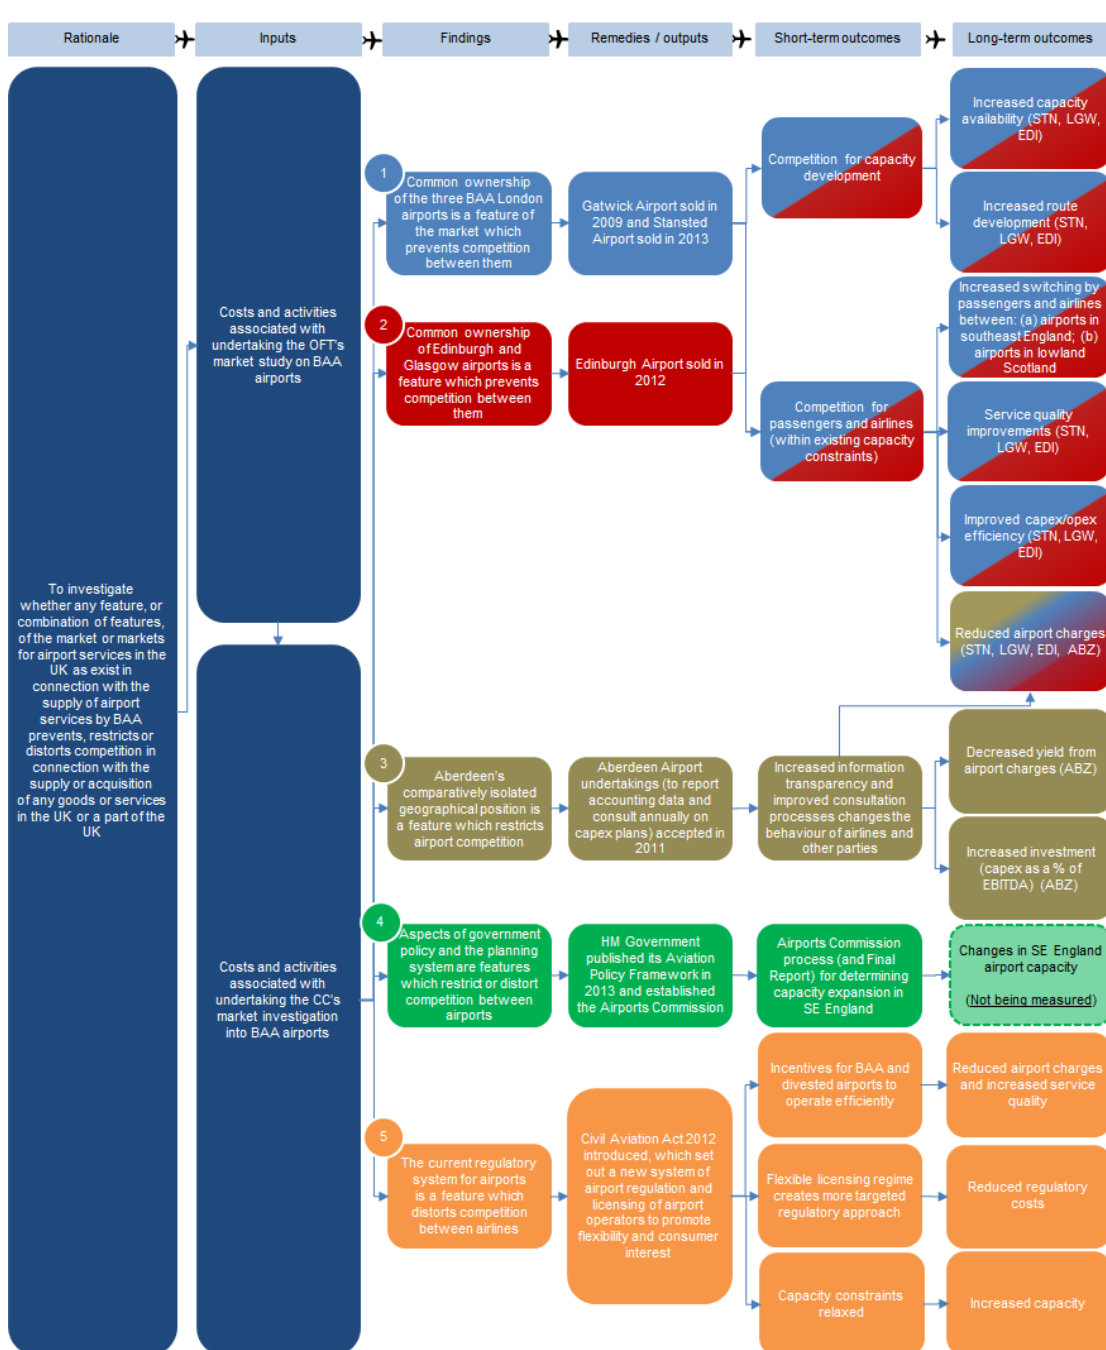 Rationale
Inputs
Findings
Remedies / outputs
Short-term outcomes
Long-term outcomes
To investigate
whether any feature, or
combination of features,
of the market or markets
for airport services in the
UK as exist in
connection with the
supply of airport
services by BAA
prevents, restricts or
distorts competition in
connection with the
supply or acquisition
of any goods or services
in the UK or a part of the
UK
Costs and activities
associated with
undertaking the OFT's
market study on BAA
airports
Costs and activities
associated with
undertaking the CC's
market investigation
into BAA airports
1
Common ownership
of the three BAA London
airports is a feature of
the market which
prevents competition
between them
Gatwick Airport sold in
2009 and Stansted
Airport sold in 2013
2
Common ownership
of Edinburgh and
Glasgow airports is a
feature which prevents
competition between
them
Edinburgh Airport sold in
2012
Competition for capacity
development
Competition for
passengers and airlines
(within existing capacity
constraints)
Increased capacity
availability (STN, LGW,
EDI)
Increased route
development (STN,
LGW, EDI)
Increased switching by
passengers and airlines
between: (a) airports in
southeast England; (b)
airports in lowland
Scotland
Service quality
improvements (STN,
LGW, EDI)
Improved capex/opex
efficiency (STN, LGW,
EDI)
Reduced airport charges
(STN, LGW, EDI, ABZ)
3
Aberdeen's
comparatively isolated
geographical position is
a feature which restricts
airport competition
Aberdeen Airport
undertakings (to report
accounting data and
consult annually on
capex plans) accepted in
2011
Increased information
transparency and
improved consultation
processes changes the
behaviour of airlines and
other parties
Decreased yield from
airport charges (ABZ)
Increased investment
(capex as a % of
EBITDA) (ABZ)
4
Aspects of government
policy and the planning
system are features
which restrict or distort
competition between
airports
HM Government
published its Aviation
Policy Framework in
2013 and established
the Airports Commission
Airports Commission
process (and Final
Report) for determining
capacity expansion in
SE England
Changes in SE England
airport capacity
(Not being measured)
5
The current regulatory
system for airports
is a feature which
distorts competition
between airlines
Civil Aviation Act 2012
introduced, which set
out a new system of
airport regulation and
licensing of airport
operators to promote
flexibility and consumer
interest
Incentives for BAA and
divested airports to
operate efficiently
Reduced airport charges
and increased service
quality
Flexible licensing regime
creates more targeted
regulatory approach
Reduced regulatory
costs
Capacity constraints
relaxed
Increased capacity